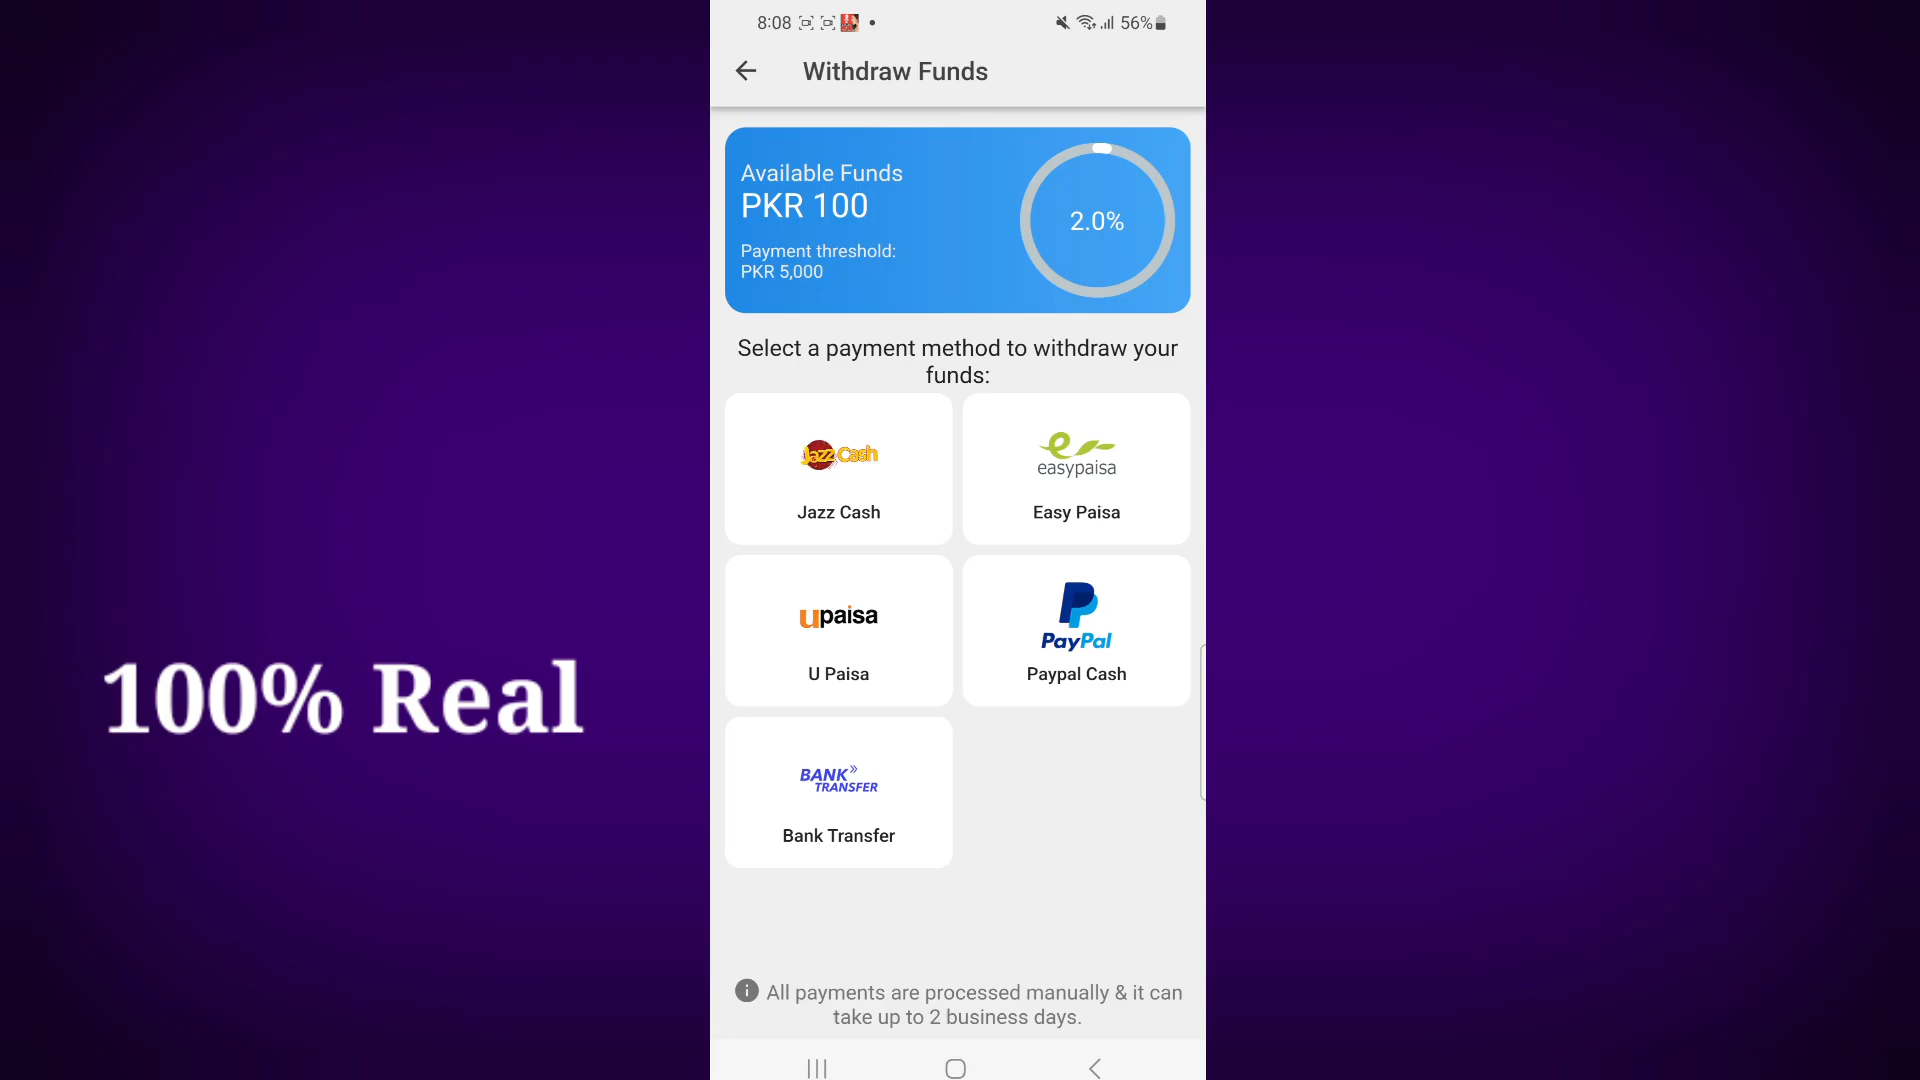 8:08
56%
Withdraw Funds
Available Funds
PKR 100
Payment threshold:
PKR 5,000
2.0%
Select a payment method to withdraw your
funds:
JazzCash
Jazz Cash
easypaisa
Easy Paisa
upaisa
U Paisa
PayPal
Paypal Cash
BANK
TRANSFER
Bank Transfer
100% Real
All payments are processed manually & it can
take up to 2 business days.